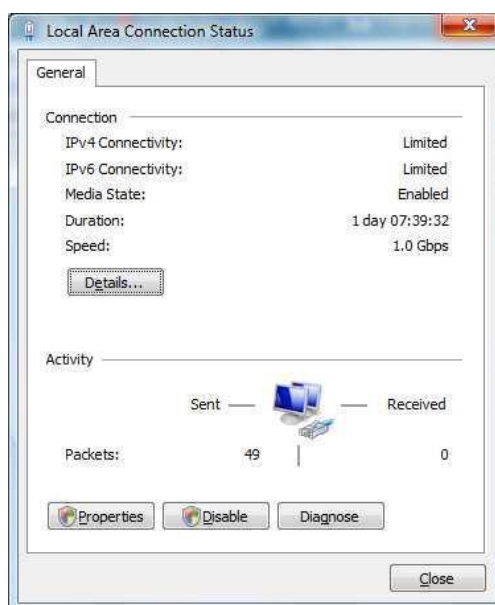 Local Area Connection Status
General
Connection
IPv4 Connectivity: Limited
IPv6 Connectivity: Limited
Media State: Enabled
Duration: 1 day 07:39:32
Speed: 1.0 Gbps
Details...
Activity
Sent Received
Packets: 49 0
Properties Disable Diagnose
Close